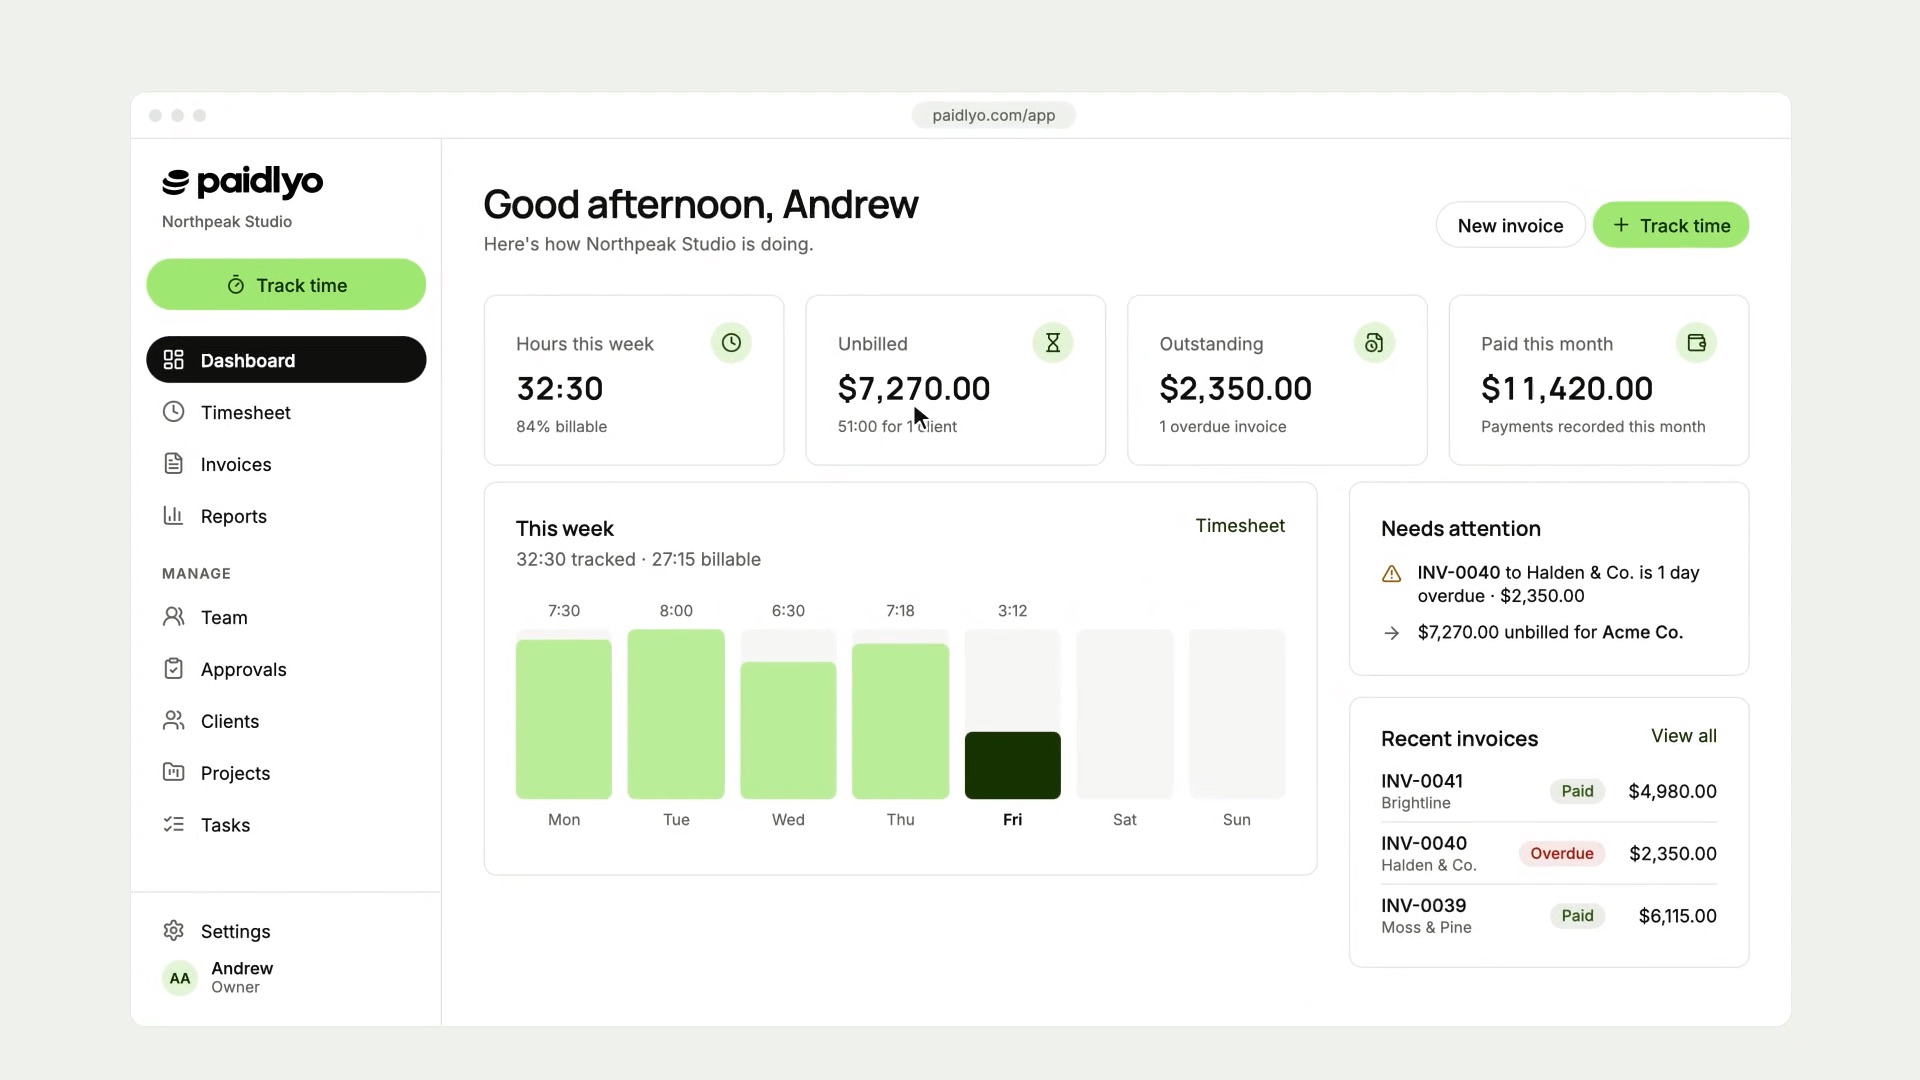 paidlyo.com/app
paidlyo
Northpeak Studio
Track time
Dashboard
Timesheet
Invoices
Reports
MANAGE
Team
Approvals
Clients
Projects
Tasks
Settings
AA
Andrew
Owner
Good afternoon, Andrew
Here's how Northpeak Studio is doing.
New invoice
+ Track time
Hours this week
32:30
84% billable
Unbilled
$7,270.00
51:00 for 1 client
Outstanding
$2,350.00
1 overdue invoice
Paid this month
$11,420.00
Payments recorded this month
This week
Timesheet
32:30 tracked · 27:15 billable
7:30 8:00 6:30 7:18 3:12
Mon Tue Wed Thu Fri Sat Sun
Needs attention
INV-0040 to Halden & Co. is 1 day
overdue · $2,350.00
$7,270.00 unbilled for Acme Co.
Recent invoices
View all
INV-0041
Brightline
Paid
$4,980.00
INV-0040
Halden & Co.
Overdue
$2,350.00
INV-0039
Moss & Pine
Paid
$6,115.00